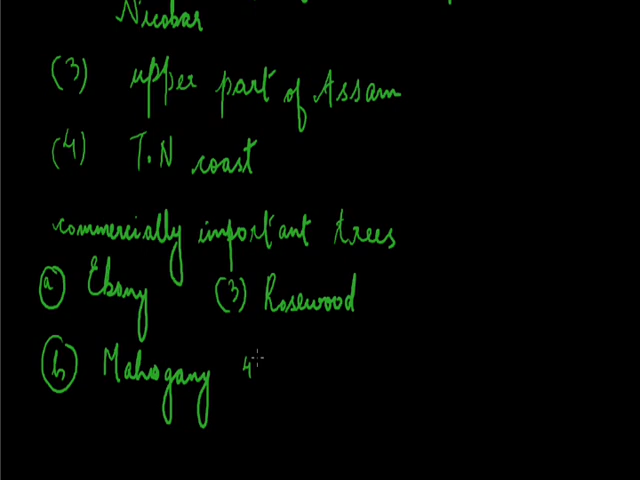 Nicobar
(3) upper part of Assam
(4) T.N coast
commercially important trees
(a) Ebony (3) Rosewood
(b) Mahogany 4